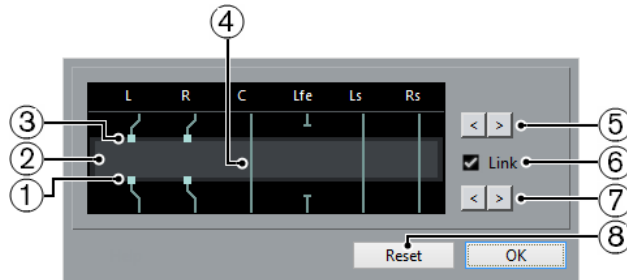 ④
L R C Lfe Ls Rs
③ < > ⑤
② Link ⑥
① < > ⑦
⑧
Reset OK